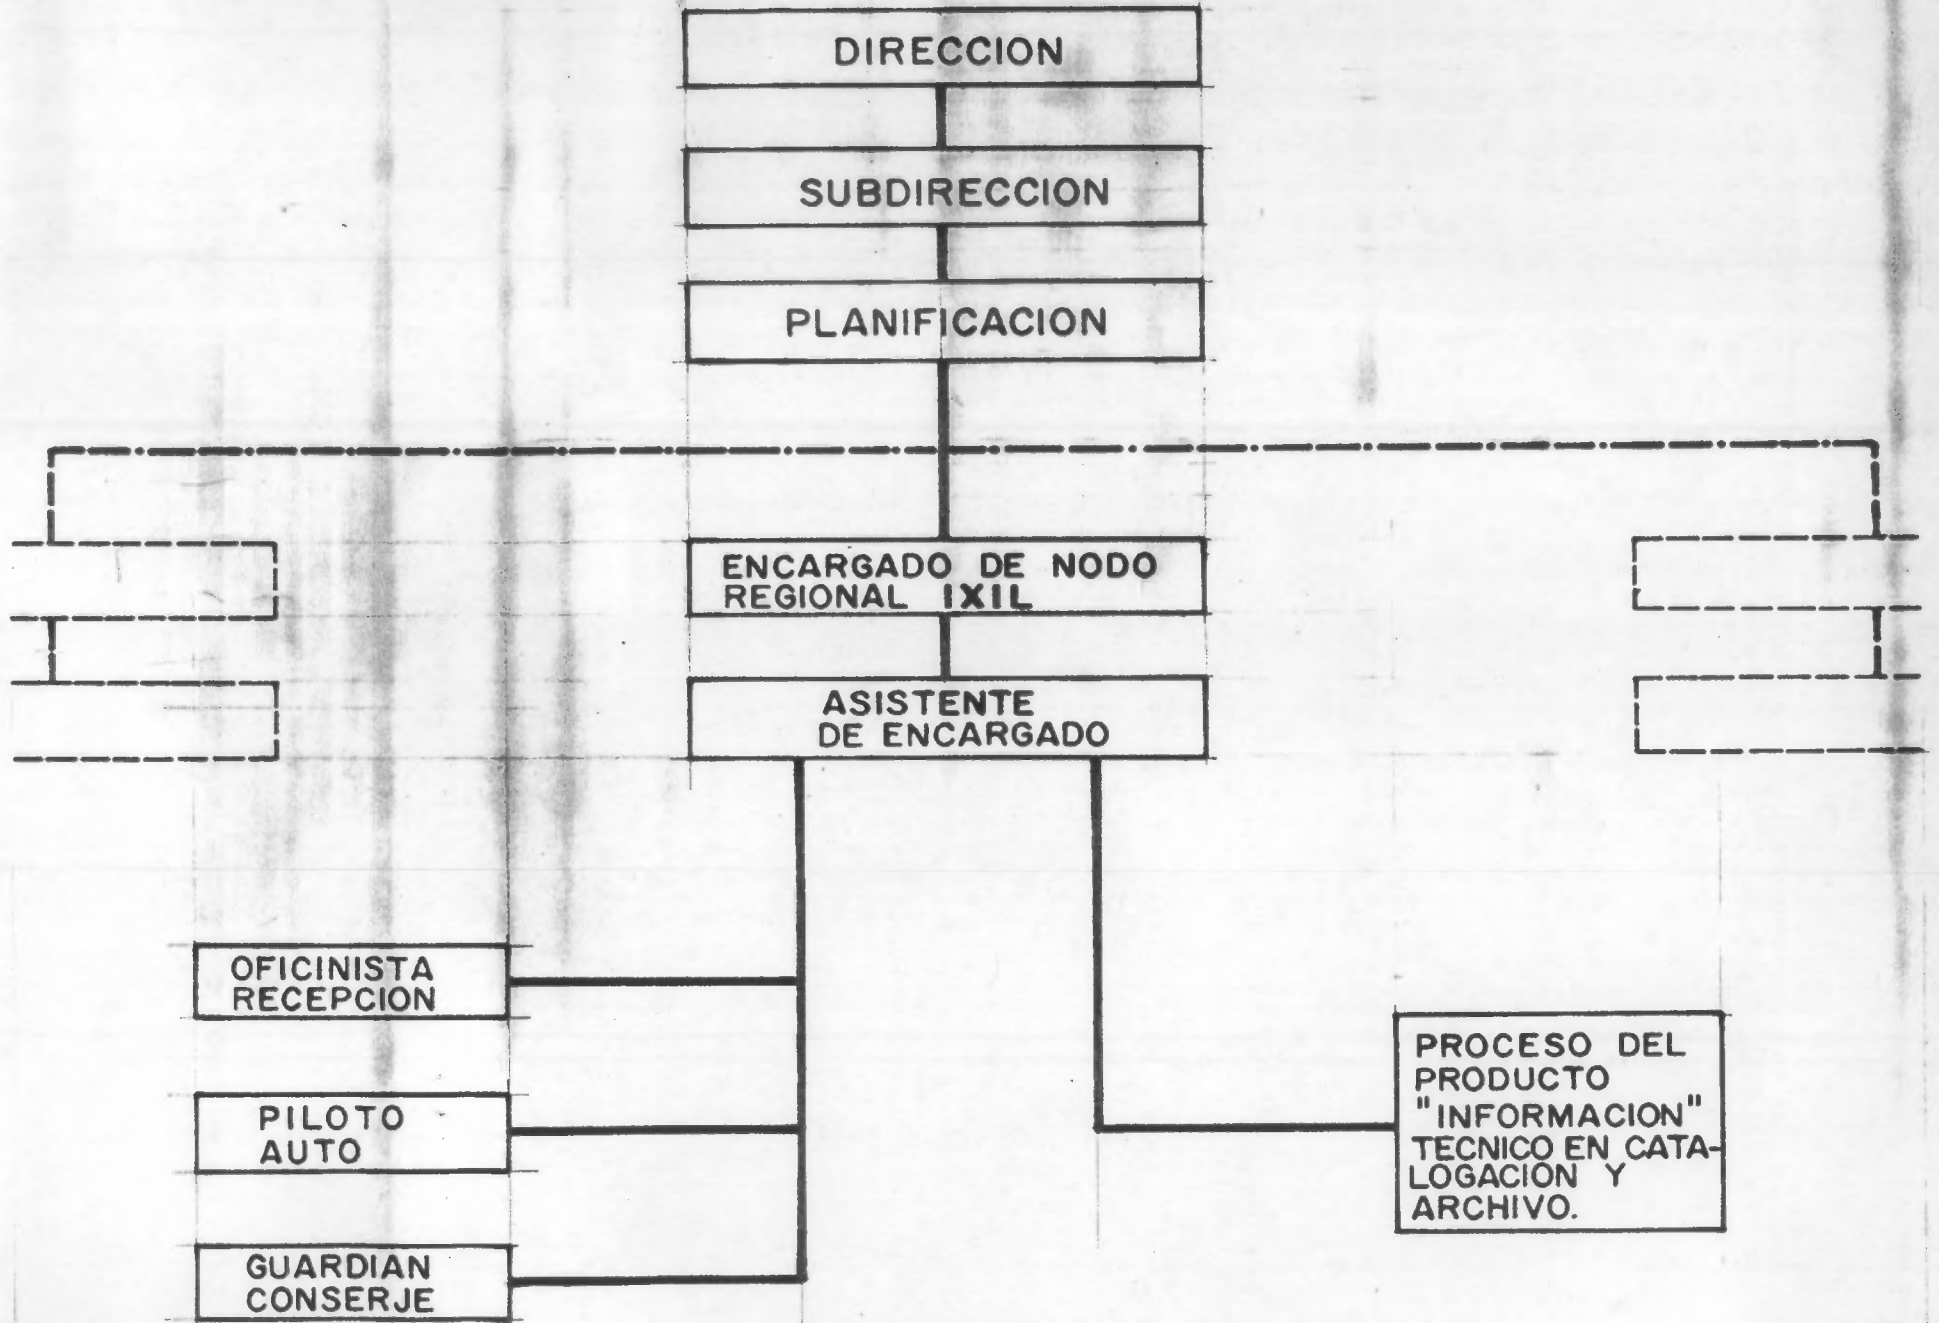 DIRECCION
SUBDIRECCION
PLANIFICACION
ENCARGADO DE NODO
REGIONAL IXIL
ASISTENTE
DE ENCARGADO
OFICINISTA
RECEPCION
PILOTO
AUTO
GUARDIAN
CONSERJE
PROCESO DEL
PRODUCTO
"INFORMACION"
TECNICO EN CATA-
LOGACION Y
ARCHIVO.